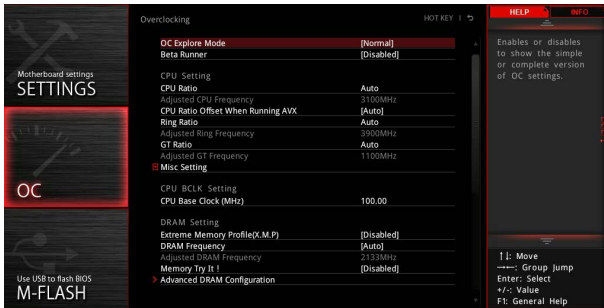 Overclocking
HOT KEY |
HELP
INFO
Motherboard settings
SETTINGS
OC
Use USB to flash BIOS
M-FLASH
OC Explore Mode [Normal]
Beta Runner [Disabled]
CPU Setting
CPU Ratio Auto
Adjusted CPU Frequency 3100MHz
CPU Ratio Offset When Running AVX [Auto]
Ring Ratio Auto
Adjusted Ring Frequency 3900MHz
GT Ratio Auto
Adjusted GT Frequency 1100MHz
Misc Setting
CPU BCLK Setting
CPU Base Clock (MHz) 100.00
DRAM Setting
Extreme Memory Profile(X.M.P) [Disabled]
DRAM Frequency [Auto]
Adjusted DRAM Frequency 2133MHz
Memory Try It ! [Disabled]
Advanced DRAM Configuration
Enables or disables
to show the simple
or complete version
of OC settings.
↑↓: Move
→←: Group Jump
Enter: Select
+/-: Value
F1: General Help